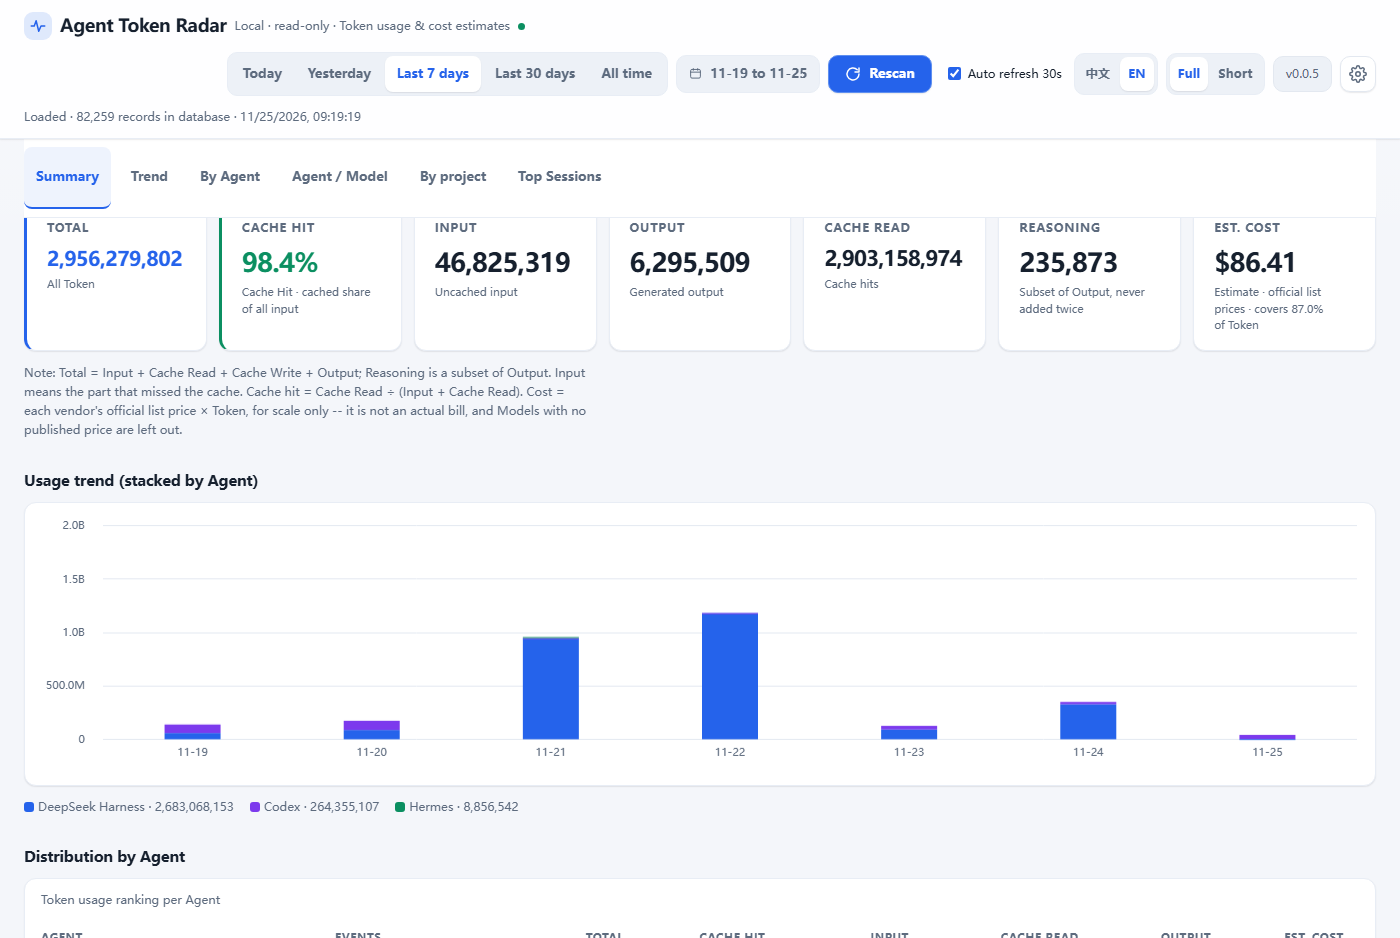 Agent Token Radar Local · read-only · Token usage & cost estimates
Today Yesterday Last 7 days Last 30 days All time 11-19 to 11-25 Rescan Auto refresh 30s 中文 EN Full Short v0.0.5
Loaded · 82,259 records in database · 11/25/2026, 09:19:19
Summary Trend By Agent Agent / Model By project Top Sessions
TOTAL
2,956,279,802
All Token
CACHE HIT
98.4%
Cache Hit · cached share
of all input
INPUT
46,825,319
Uncached input
OUTPUT
6,295,509
Generated output
CACHE READ
2,903,158,974
Cache hits
REASONING
235,873
Subset of Output, never
added twice
EST. COST
$86.41
Estimate · official list
prices · covers 87.0%
of Token
Note: Total = Input + Cache Read + Cache Write + Output; Reasoning is a subset of Output. Input
means the part that missed the cache. Cache hit = Cache Read ÷ (Input + Cache Read). Cost =
each vendor's official list price × Token, for scale only -- it is not an actual bill, and Models with no
published price are left out.
Usage trend (stacked by Agent)
2.0B
1.5B
1.0B
500.0M
0
11-19 11-20 11-21 11-22 11-23 11-24 11-25
DeepSeek Harness · 2,683,068,153 Codex · 264,355,107 Hermes · 8,856,542
Distribution by Agent
Token usage ranking per Agent
AGENT EVENTS TOTAL CACHE HIT INPUT CACHE READ OUTPUT EST. COST